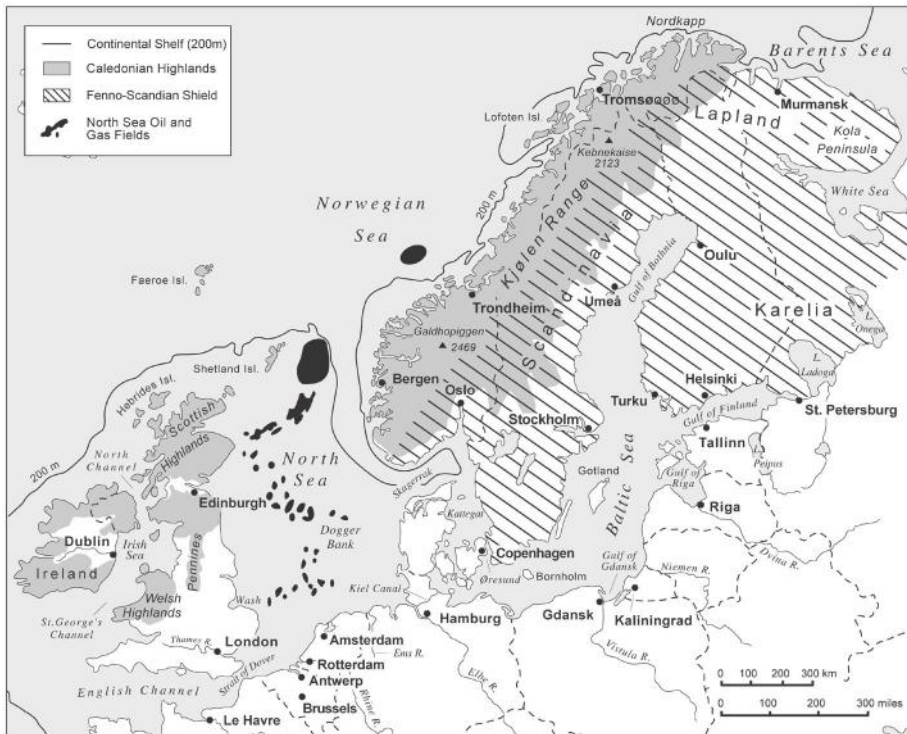 Continental Shelf (200m)
Caledonian Highlands
Fenno-Scandian Shield
North Sea Oil and
Gas Fields
Nordkapp
Barents Sea
Tromsøøøø
Murmansk
Lapland
Lofoten Isl.
Kola
Peninsula
Kebnekaise
2123
White Sea
200 m
Norwegian
Sea
Kjølen Range
Scandinavia
Gulf of Bothnia
Oulu
Faeroe Isl.
Umeå
Trondheim
Karelia
L.
Onega
Galdhopiggen
2469
L.
Ladoga
Shetland Isl.
Bergen
Oslo
Helsinki
Hebrides Isl.
Stockholm
Turku
St. Petersburg
Gulf of Finland
Scottish
Highlands
Tallinn
200 m
North
Channel
North
Sea
Skagerrak
Gotland
Baltic Sea
L.
Peipus
Gulf of
Riga
Edinburgh
Kattegat
Riga
Dublin
Irish
Sea
Dogger
Bank
Copenhagen
Dvina R.
Ireland
Pennines
Øresund
Bornholm
Gulf of
Gdansk
Niemen R.
Welsh
Highlands
Wash
Kiel Canal
St.George's
Channel
Hamburg
Gdansk
Kaliningrad
Thames R.
London
Amsterdam
Ems R.
Elbe R.
Vistula R.
Strait of Dover
Rotterdam
Antwerp
English Channel
Brussels
Rhine R.
Le Havre
0 100 200 300 km
0 100 200 300 miles